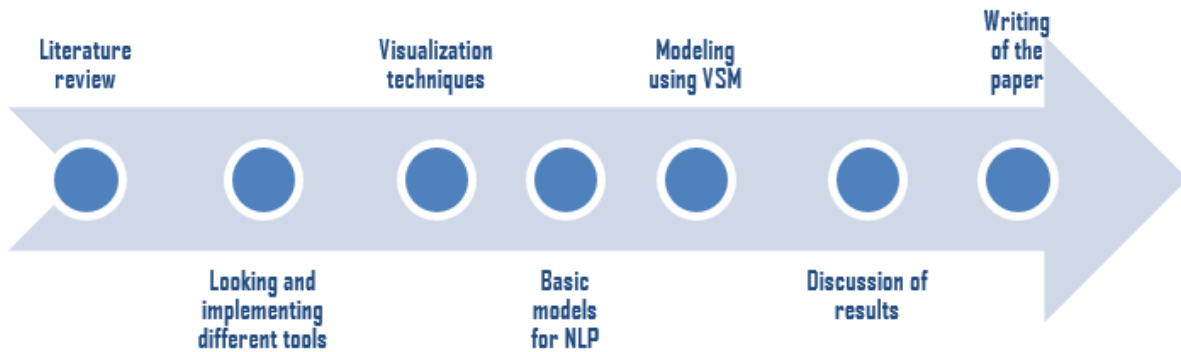 Literature
review
Looking and
implementing
different tools
Visualization
techniques
Basic
models
for NLP
Modeling
using VSM
Discussion of
results
Writing
of the
paper